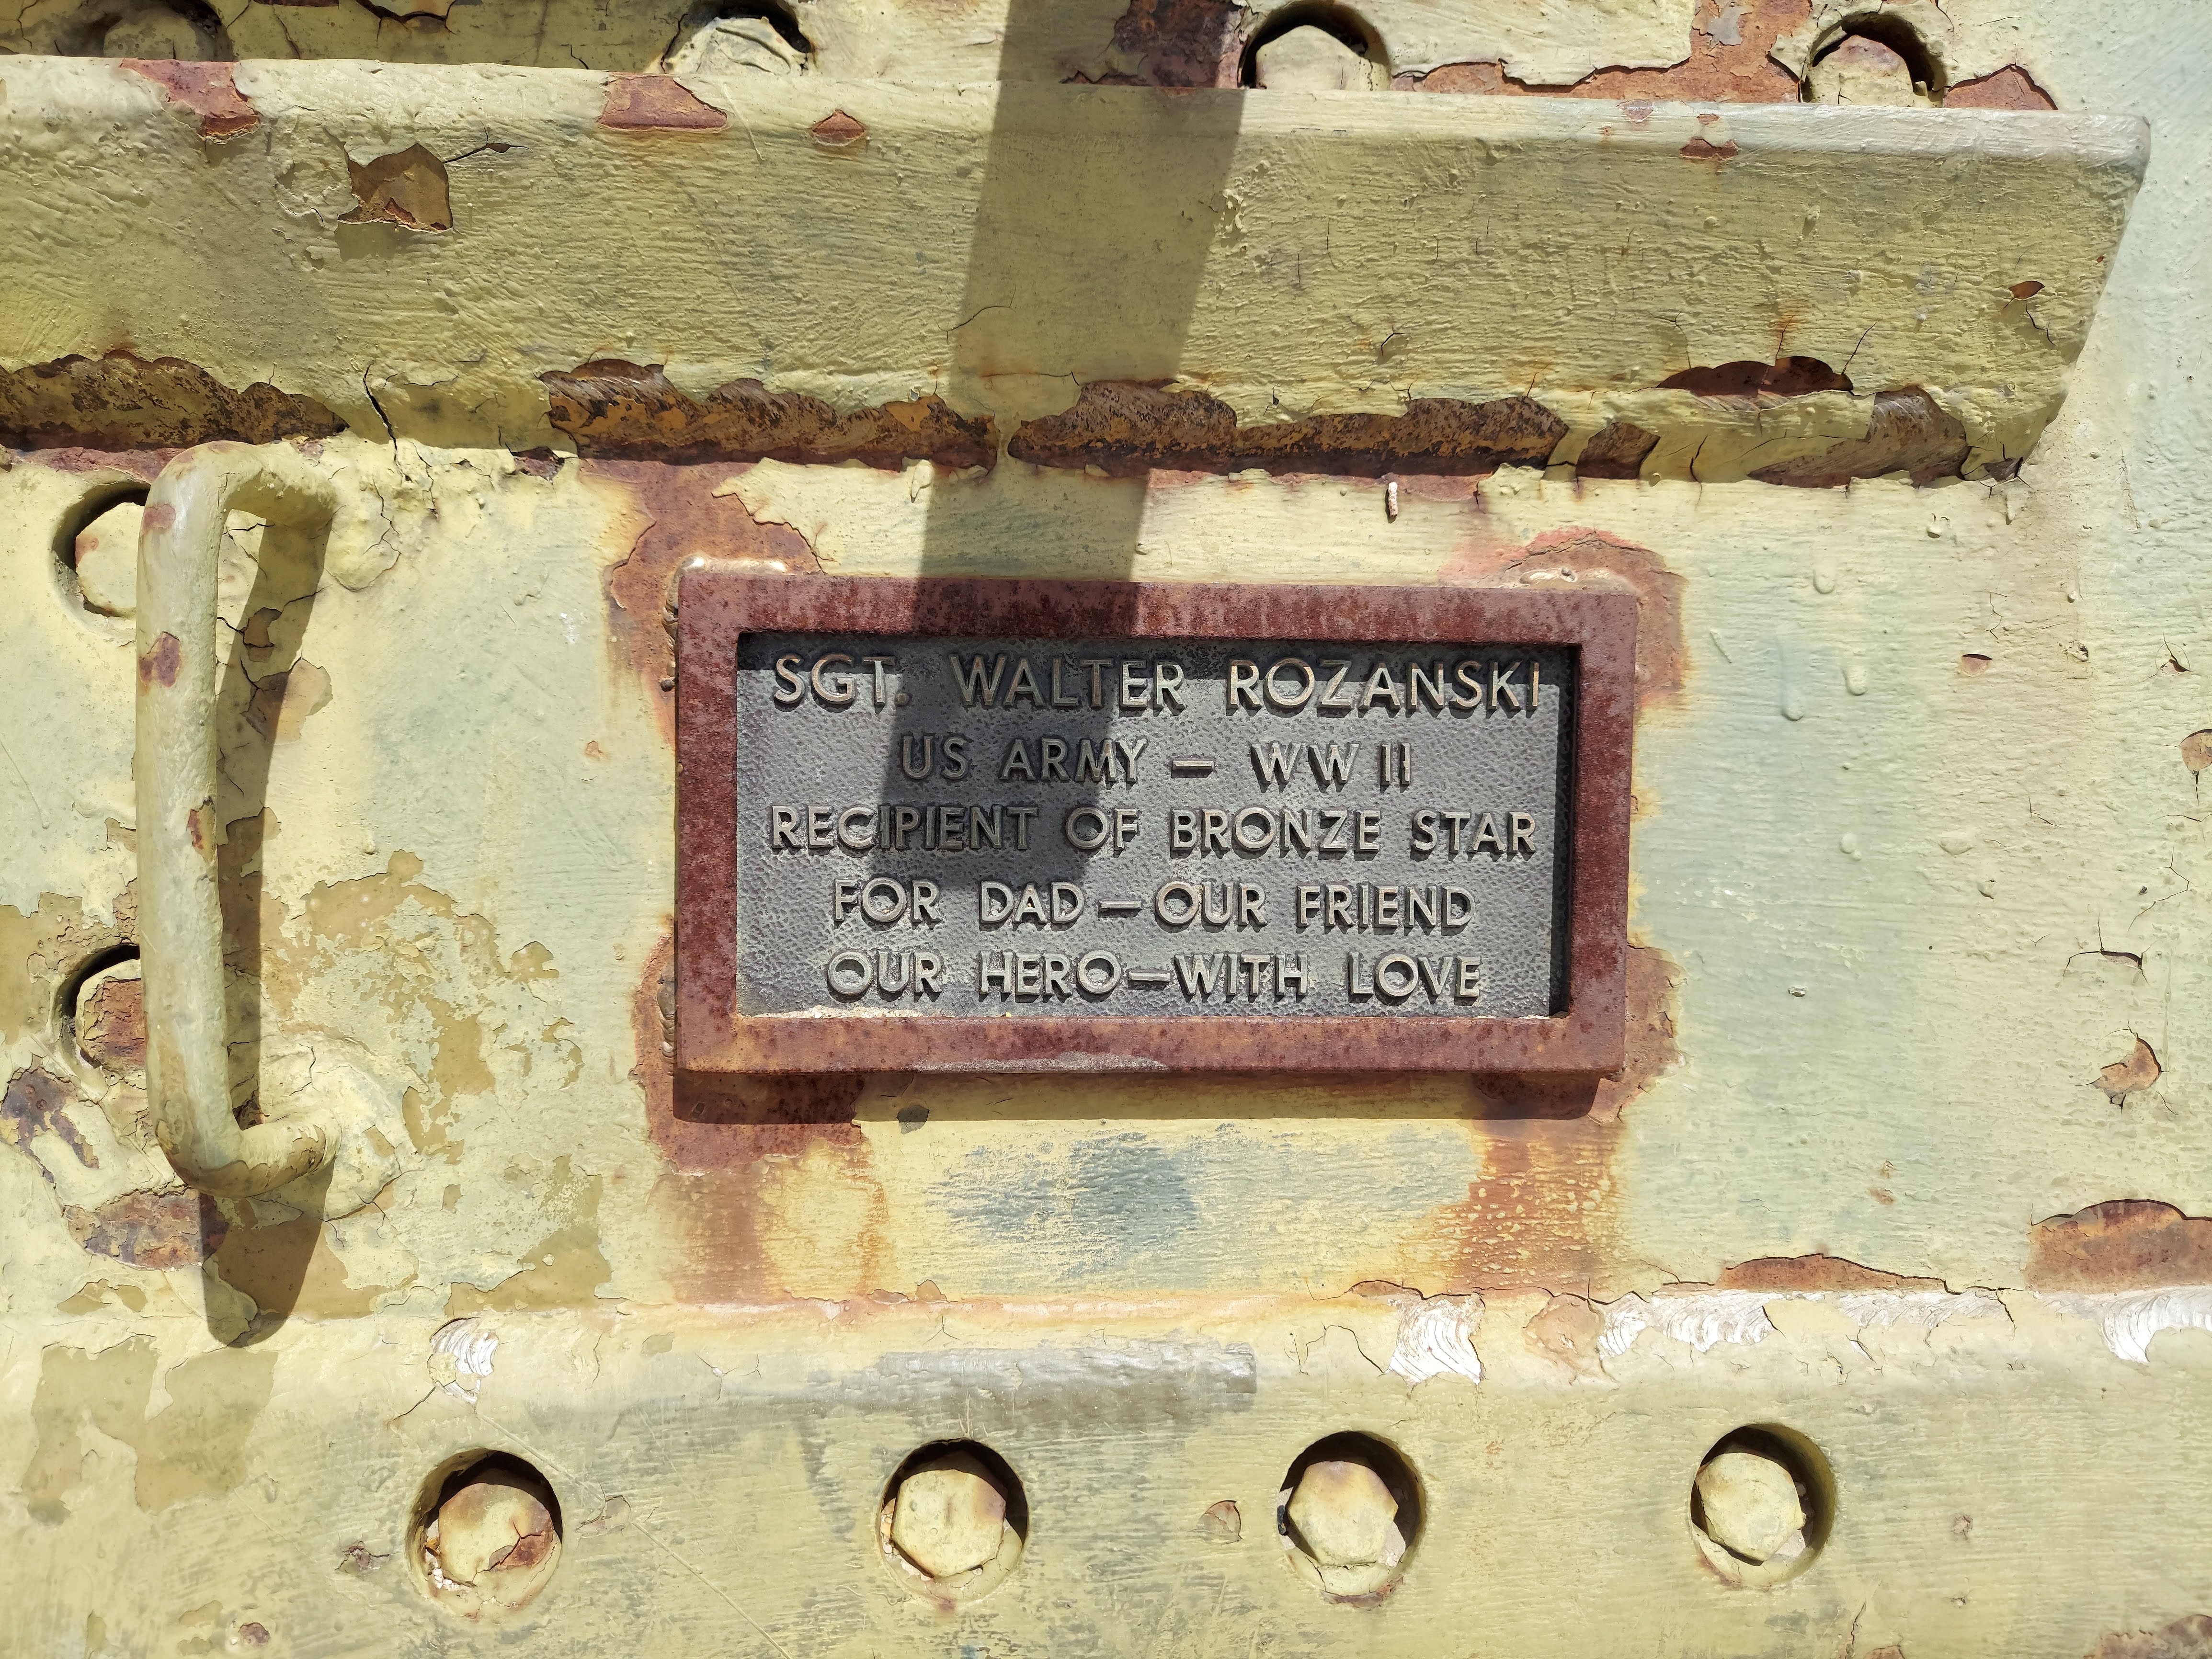 SGT. WALTER ROZANSKI
US ARMY — WW II
RECIPIENT OF BRONZE STAR
FOR DAD — OUR FRIEND
OUR HERO — WITH LOVE